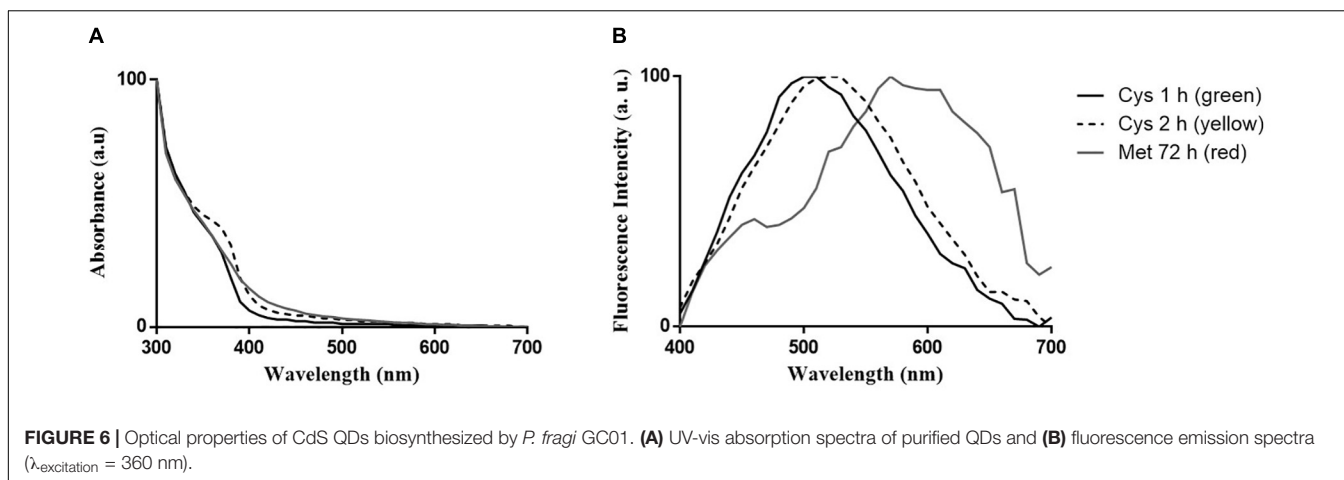 A
B
Absorbance (a.u)
100
0
300
400
500
600
700
Wavelength (nm)
Fluorescence Intencity (a. u.)
100
0
400
500
600
700
Wavelength (nm)
Cys 1 h (green)
Cys 2 h (yellow)
Met 72 h (red)
FIGURE 6 | Optical properties of CdS QDs biosynthesized by P. fragi GC01. (A) UV-vis absorption spectra of purified QDs and (B) fluorescence emission spectra
(λexcitation = 360 nm).